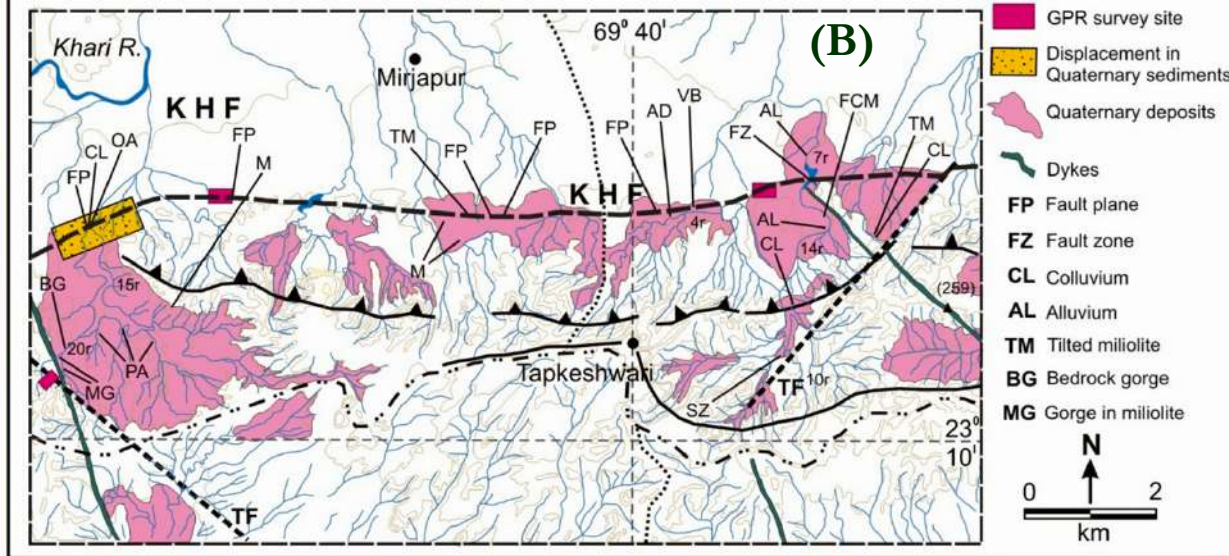 69° 40'
(B)
Khari R.
Mirjapur
K H F
OA
CL
FP
FP
M
TM
FP
FP
FP
AD
VB
AL
FZ
FCM
TM
CL
7r
K H F
4r
AL
CL
14r
M
BG
15r
20r
PA
MG
(259)
Tapkeshwari
TF
10r
SZ
23°
10'
TF
GPR survey site
Displacement in
Quaternary sediments
Quaternary deposits
Dykes
FP Fault plane
FZ Fault zone
CL Colluvium
AL Alluvium
TM Tilted miliolite
BG Bedrock gorge
MG Gorge in miliolite
N
0 2
km